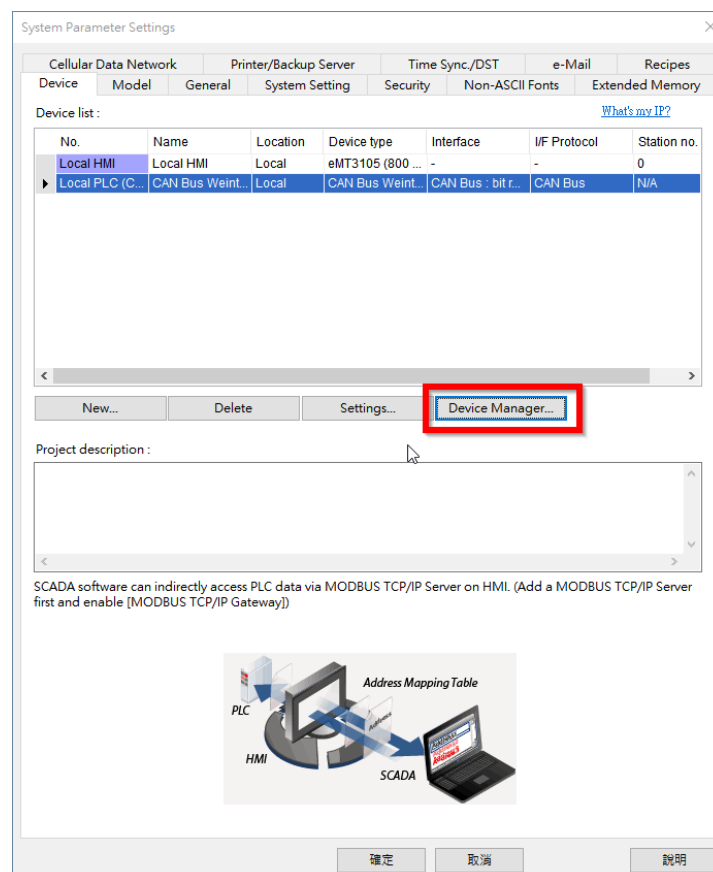 System Parameter Settings
Cellular Data Network Printer/Backup Server Time Sync./DST e-Mail Recipes
Device Model General System Setting Security Non-ASCII Fonts Extended Memory
Device list : What's my IP?
No. Name Location Device type Interface I/F Protocol Station no.
Local HMI Local HMI Local eMT3105 (800 ... - - 0
Local PLC (C... CAN Bus Weint... Local CAN Bus Weint... CAN Bus : bit r... CAN Bus N/A
New... Delete Settings... Device Manager...
Project description :
SCADA software can indirectly access PLC data via MODBUS TCP/IP Server on HMI. (Add a MODBUS TCP/IP Server
first and enable [MODBUS TCP/IP Gateway])
Address Mapping Table
PLC
Address
HMI
SCADA
確定 取消 說明